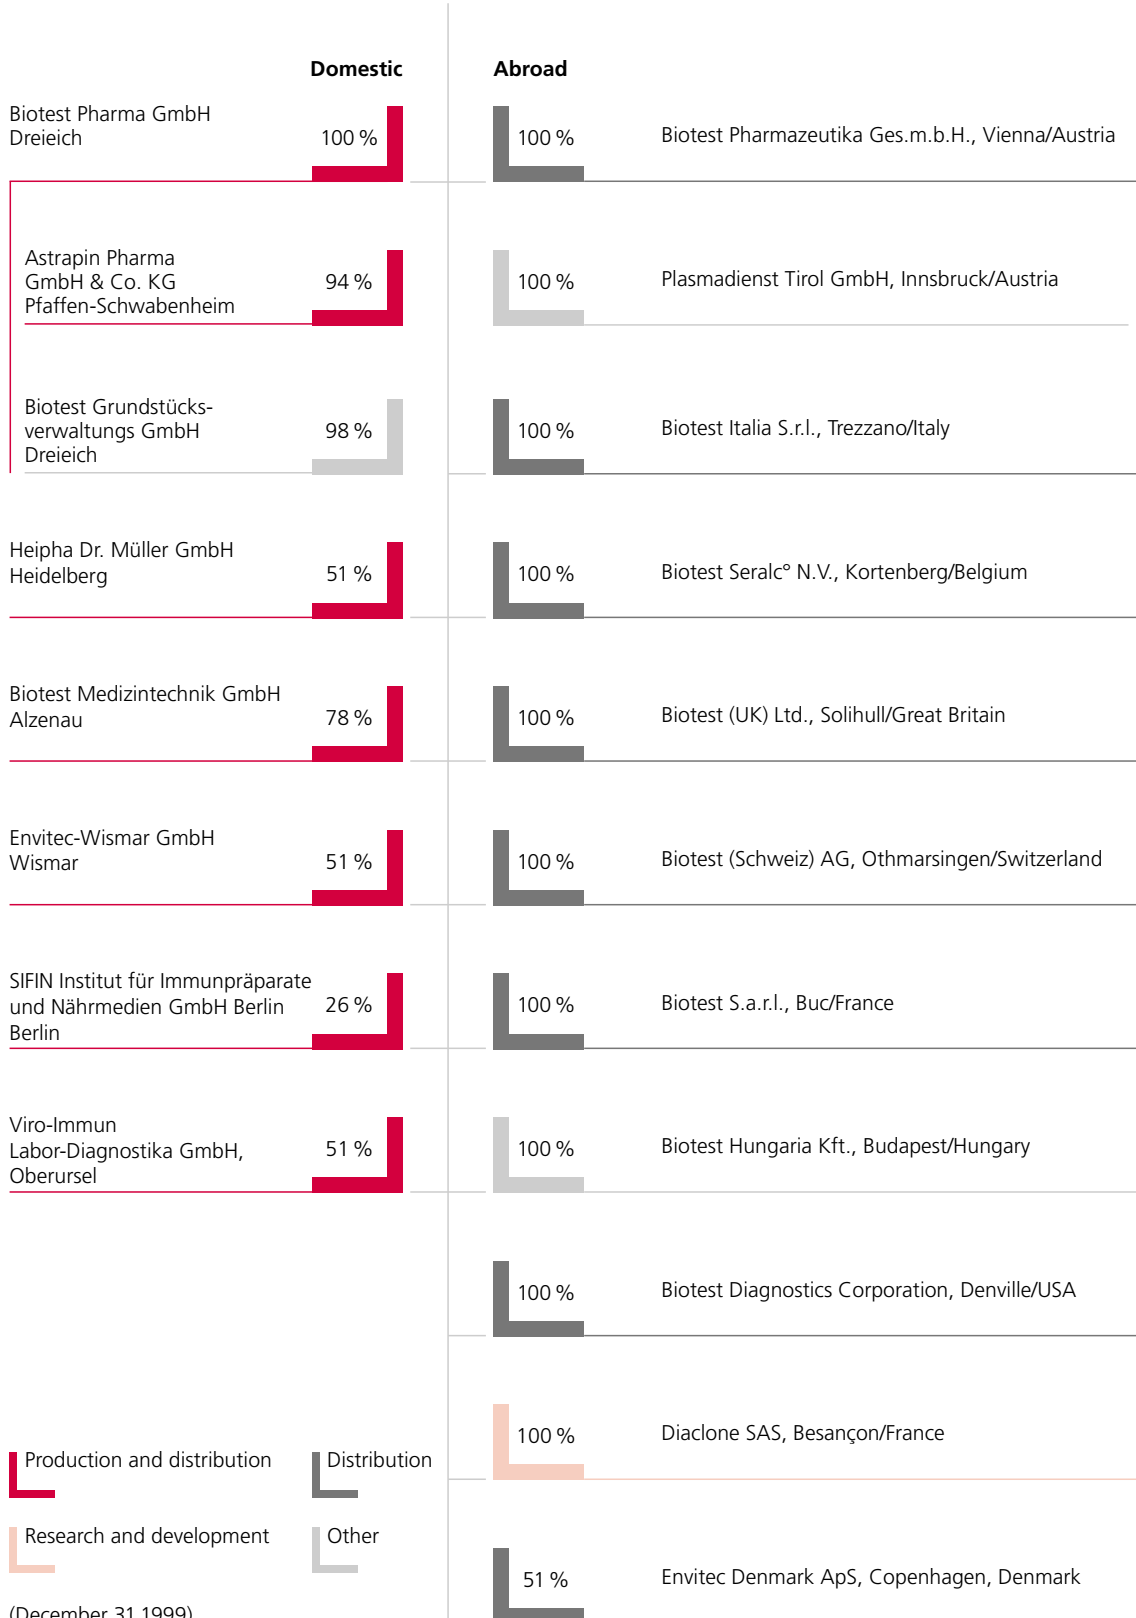 Domestic
Abroad
Biotest Pharma GmbH
Dreieich
100 %
100 %
Biotest Pharmazeutika Ges.m.b.H., Vienna/Austria
Astrapin Pharma
GmbH & Co. KG
Pfaffen-Schwabenheim
94 %
100 %
Plasmadienst Tirol GmbH, Innsbruck/Austria
Biotest Grundstücks-
verwaltungs GmbH
Dreieich
98 %
100 %
Biotest Italia S.r.l., Trezzano/Italy
Heipha Dr. Müller GmbH
Heidelberg
51 %
100 %
Biotest Seralc° N.V., Kortenberg/Belgium
Biotest Medizintechnik GmbH
Alzenau
78 %
100 %
Biotest (UK) Ltd., Solihull/Great Britain
Envitec-Wismar GmbH
Wismar
51 %
100 %
Biotest (Schweiz) AG, Othmarsingen/Switzerland
SIFIN Institut für Immunpräparate
und Nährmedien GmbH Berlin
Berlin
26 %
100 %
Biotest S.a.r.l., Buc/France
Viro-Immun
Labor-Diagnostika GmbH,
Oberursel
51 %
100 %
Biotest Hungaria Kft., Budapest/Hungary
100 %
Biotest Diagnostics Corporation, Denville/USA
100 %
Diaclone SAS, Besançon/France
51 %
Envitec Denmark ApS, Copenhagen, Denmark
Production and distribution
Distribution
Research and development
Other
(December 31,1999)